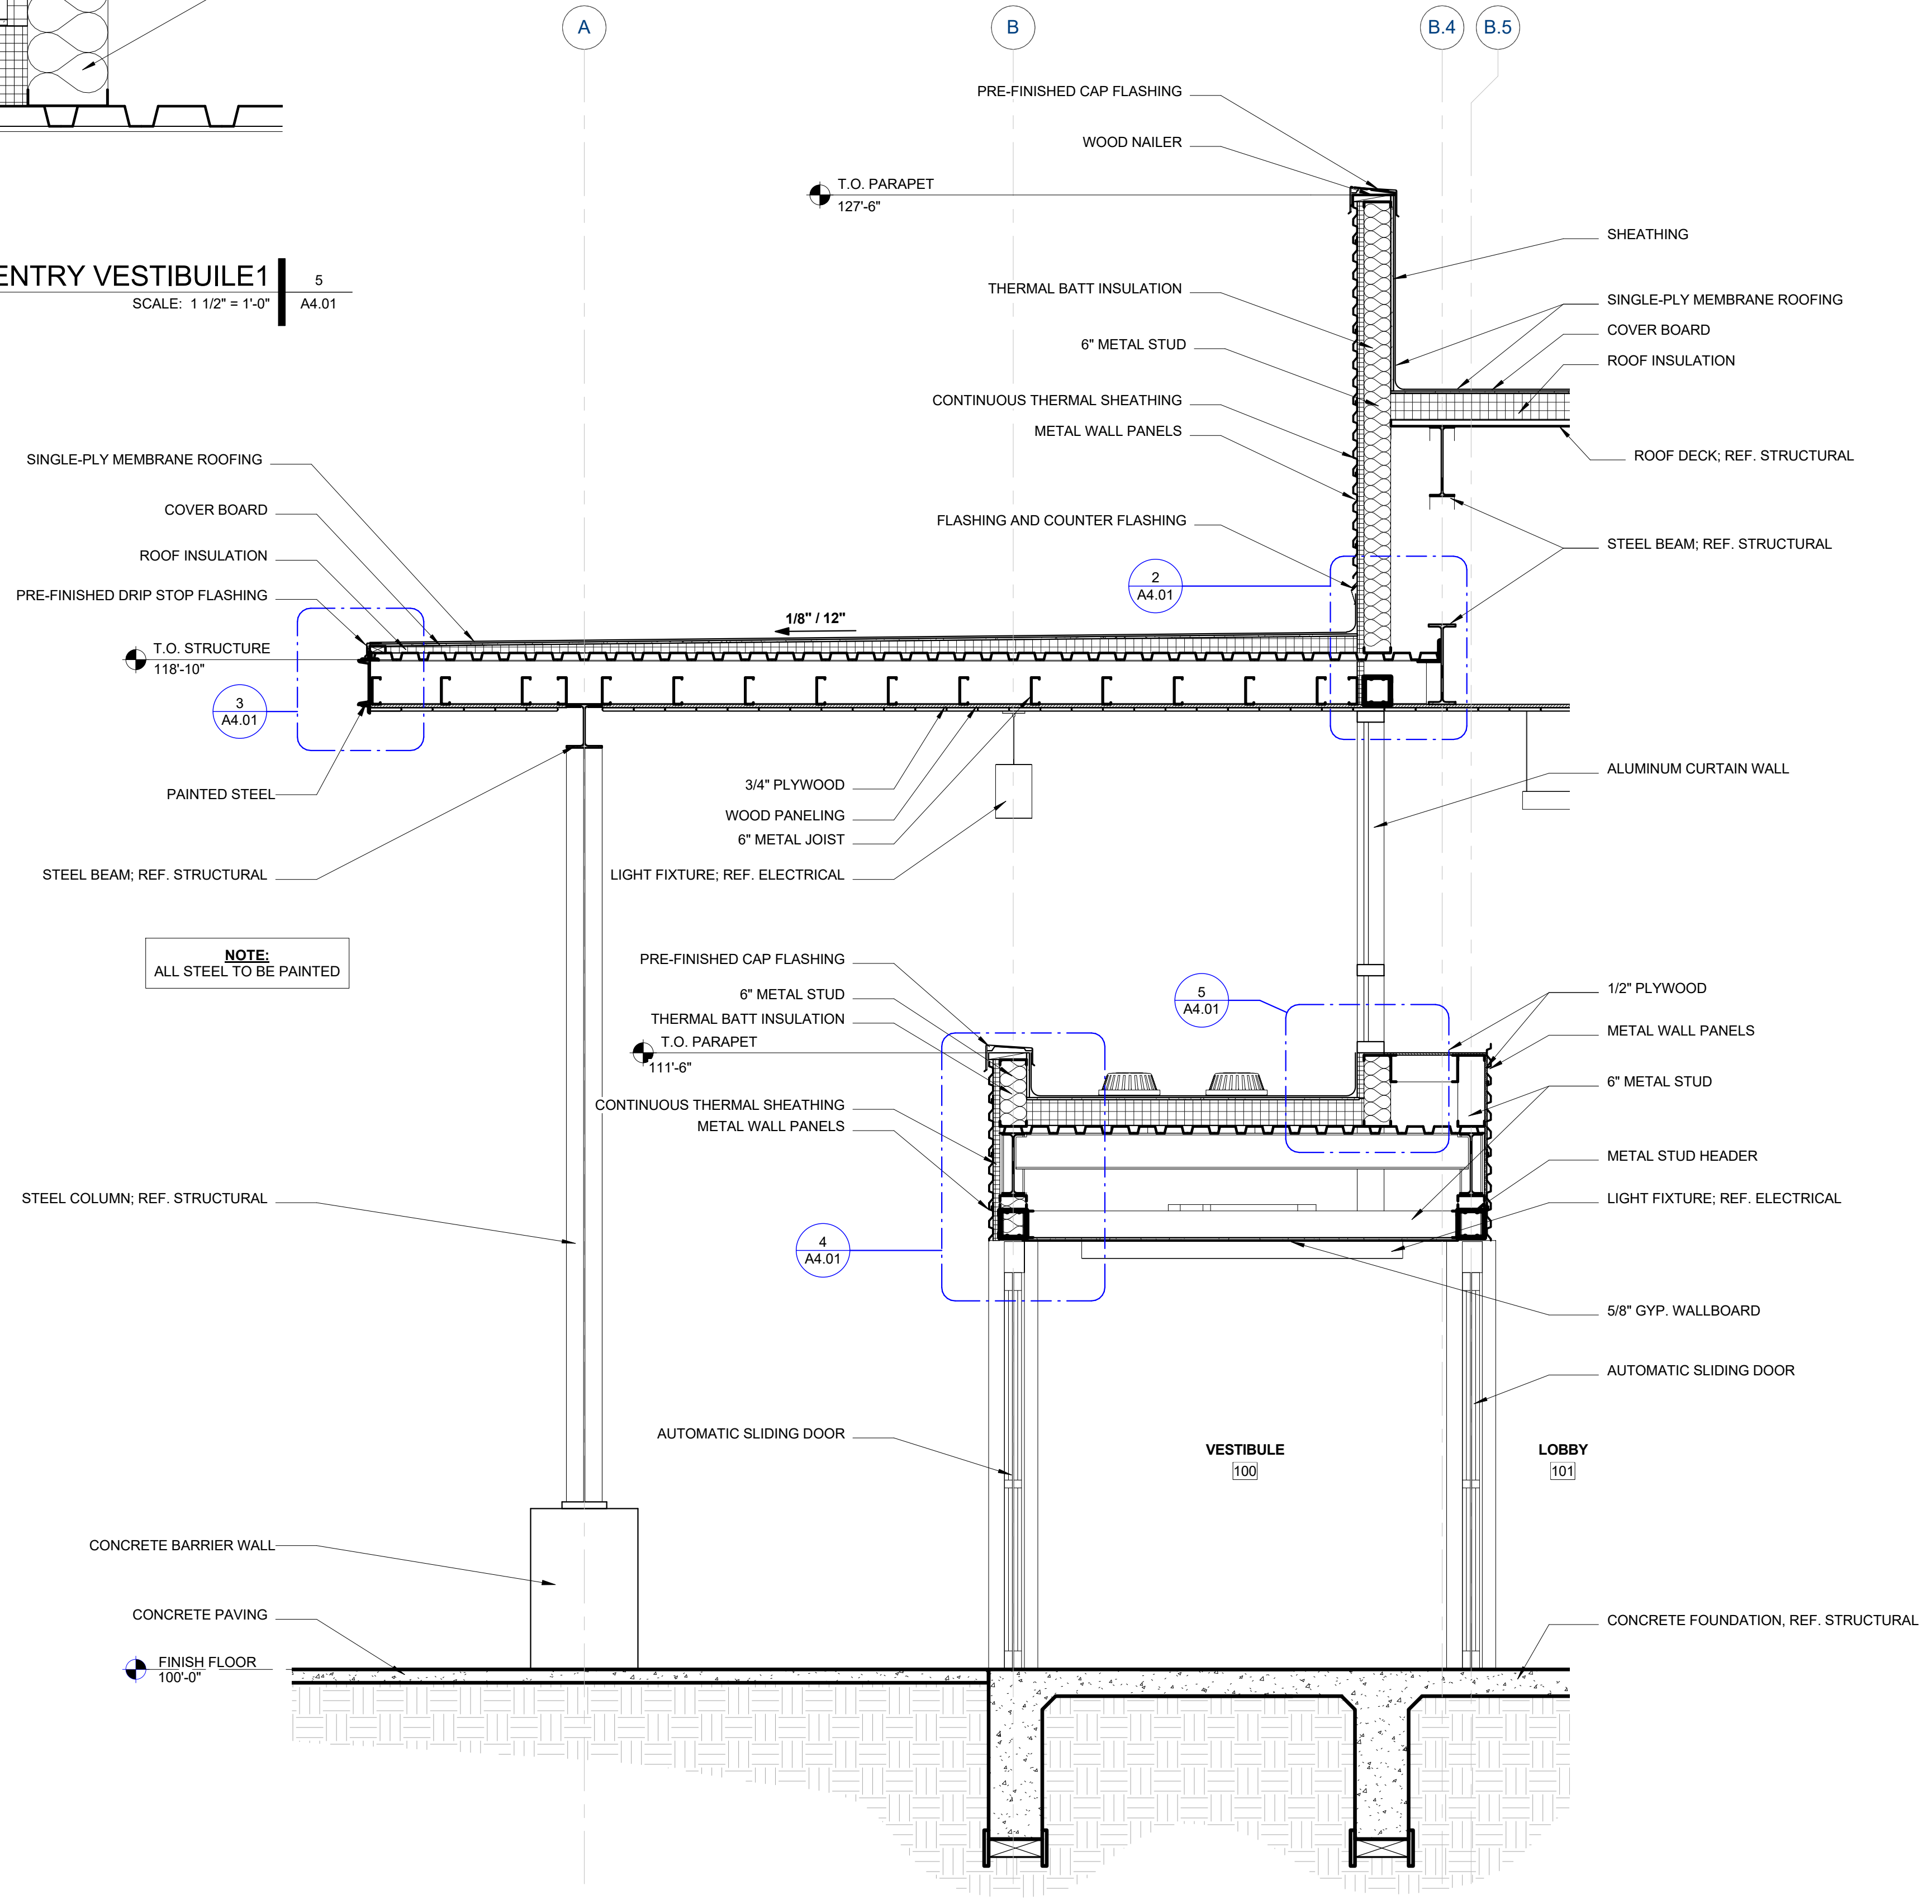 A
B
B.4
B.5
PRE-FINISHED CAP FLASHING
WOOD NAILER
T.O. PARAPET
127'-6"
SHEATHING
ENTRY VESTIBUILE1
5
SCALE: 1 1/2" = 1'-0"
A4.01
THERMAL BATT INSULATION
SINGLE-PLY MEMBRANE ROOFING
COVER BOARD
6" METAL STUD
ROOF INSULATION
CONTINUOUS THERMAL SHEATHING
METAL WALL PANELS
ROOF DECK; REF. STRUCTURAL
SINGLE-PLY MEMBRANE ROOFING
COVER BOARD
FLASHING AND COUNTER FLASHING
STEEL BEAM; REF. STRUCTURAL
ROOF INSULATION
2
A4.01
PRE-FINISHED DRIP STOP FLASHING
1/8" / 12"
T.O. STRUCTURE
118'-10"
3
A4.01
ALUMINUM CURTAIN WALL
3/4" PLYWOOD
PAINTED STEEL
WOOD PANELING
6" METAL JOIST
STEEL BEAM; REF. STRUCTURAL
LIGHT FIXTURE; REF. ELECTRICAL
NOTE:
ALL STEEL TO BE PAINTED
PRE-FINISHED CAP FLASHING
6" METAL STUD
5
A4.01
1/2" PLYWOOD
THERMAL BATT INSULATION
METAL WALL PANELS
T.O. PARAPET
111'-6"
6" METAL STUD
CONTINUOUS THERMAL SHEATHING
METAL WALL PANELS
METAL STUD HEADER
STEEL COLUMN; REF. STRUCTURAL
LIGHT FIXTURE; REF. ELECTRICAL
4
A4.01
5/8" GYP. WALLBOARD
AUTOMATIC SLIDING DOOR
AUTOMATIC SLIDING DOOR
VESTIBULE
100
LOBBY
101
CONCRETE BARRIER WALL
CONCRETE PAVING
CONCRETE FOUNDATION, REF. STRUCTURAL
FINISH FLOOR
100'-0"